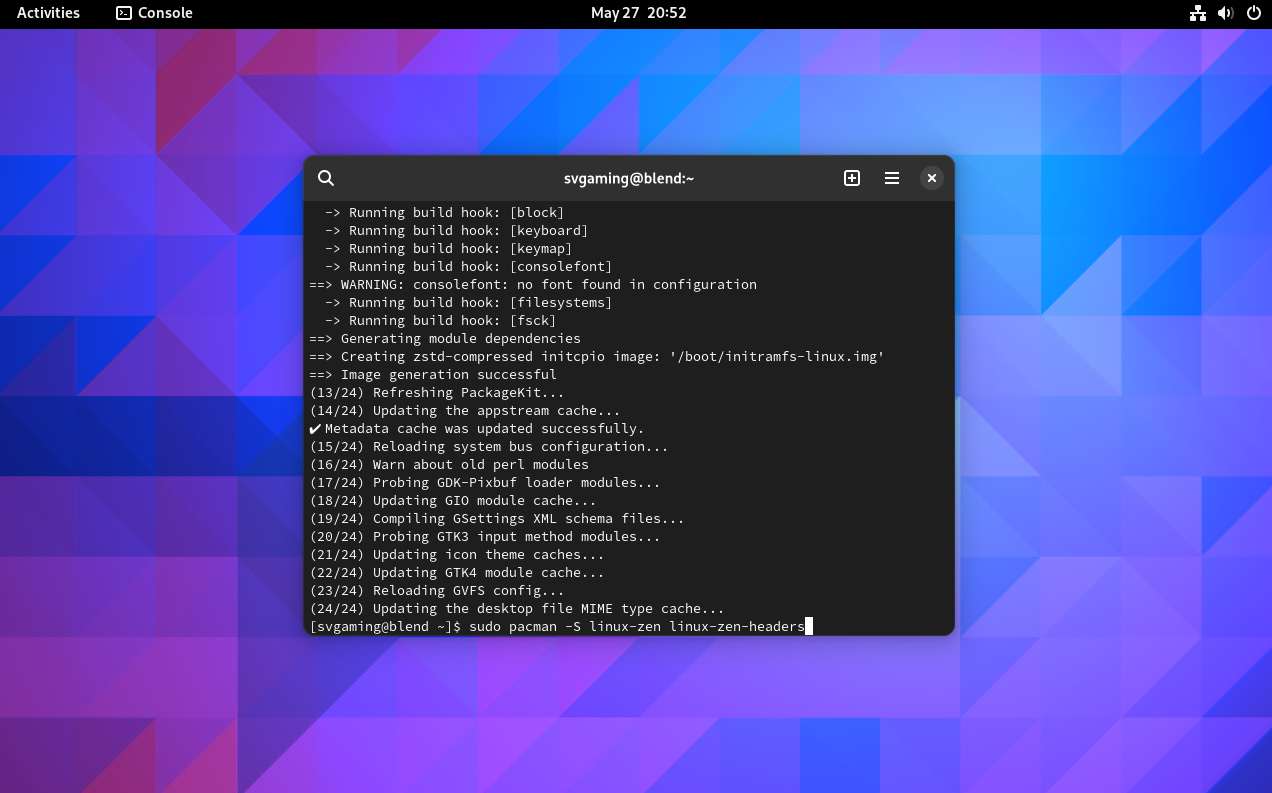 Activities Console May 27 20:52
svgaming@blend:~
-> Running build hook: [block]
-> Running build hook: [keyboard]
-> Running build hook: [keymap]
-> Running build hook: [consolefont]
==> WARNING: consolefont: no font found in configuration
-> Running build hook: [filesystems]
-> Running build hook: [fsck]
==> Generating module dependencies
==> Creating zstd-compressed initcpio image: '/boot/initramfs-linux.img'
==> Image generation successful
(13/24) Refreshing PackageKit...
(14/24) Updating the appstream cache...
✔ Metadata cache was updated successfully.
(15/24) Reloading system bus configuration...
(16/24) Warn about old perl modules
(17/24) Probing GDK-Pixbuf loader modules...
(18/24) Updating GIO module cache...
(19/24) Compiling GSettings XML schema files...
(20/24) Probing GTK3 input method modules...
(21/24) Updating icon theme caches...
(22/24) Updating GTK4 module cache...
(23/24) Reloading GVFS config...
(24/24) Updating the desktop file MIME type cache...
[svgaming@blend ~]$ sudo pacman -S linux-zen linux-zen-headers